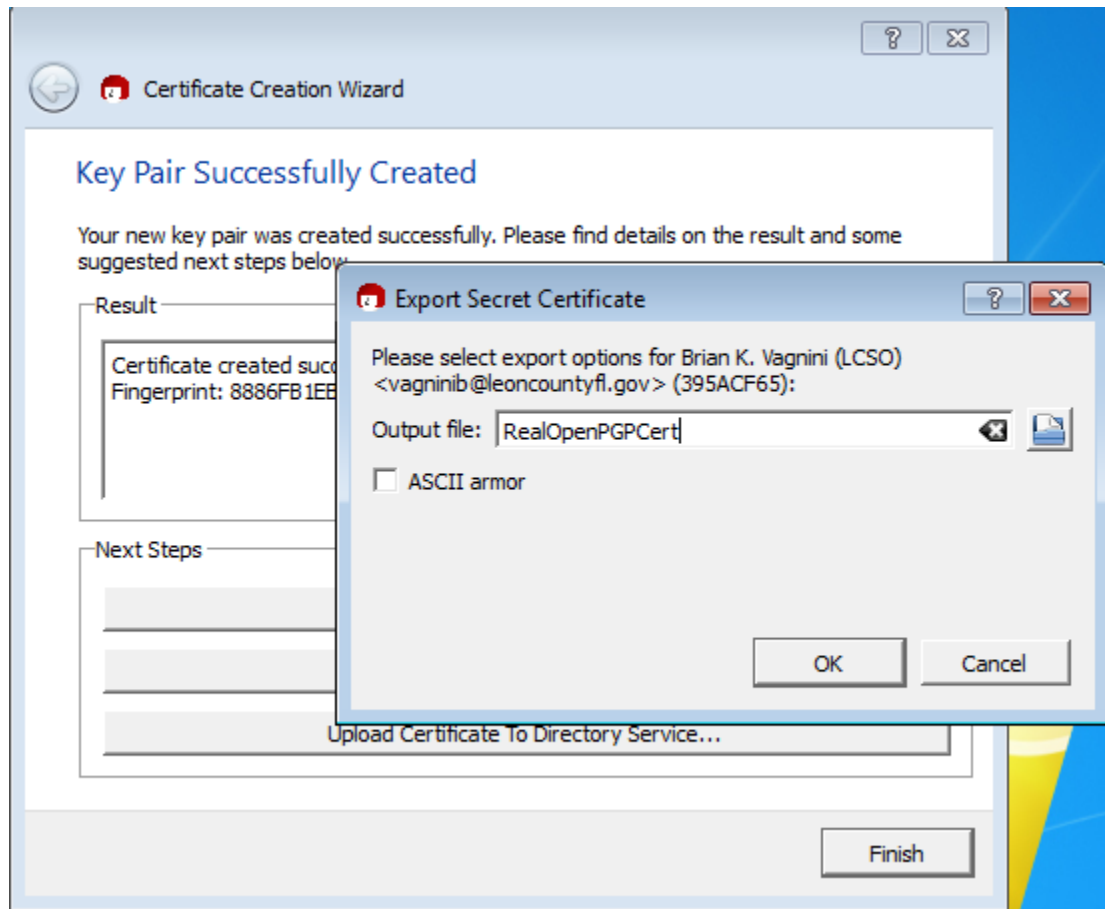 Certificate Creation Wizard
Key Pair Successfully Created
Your new key pair was created successfully. Please find details on the result and some
suggested next steps below.
Result
Certificate created
Fingerprint:
Export Secret Certificate
Please select export options for Brian K. Vagnini (LCSO)
<vagninib@leoncountyfl.gov> (395ACF65):
Output file: RealOpenPGPCert
ASCII armor
OK Cancel
Next Steps
Upload Certificate To Directory Service...
Finish